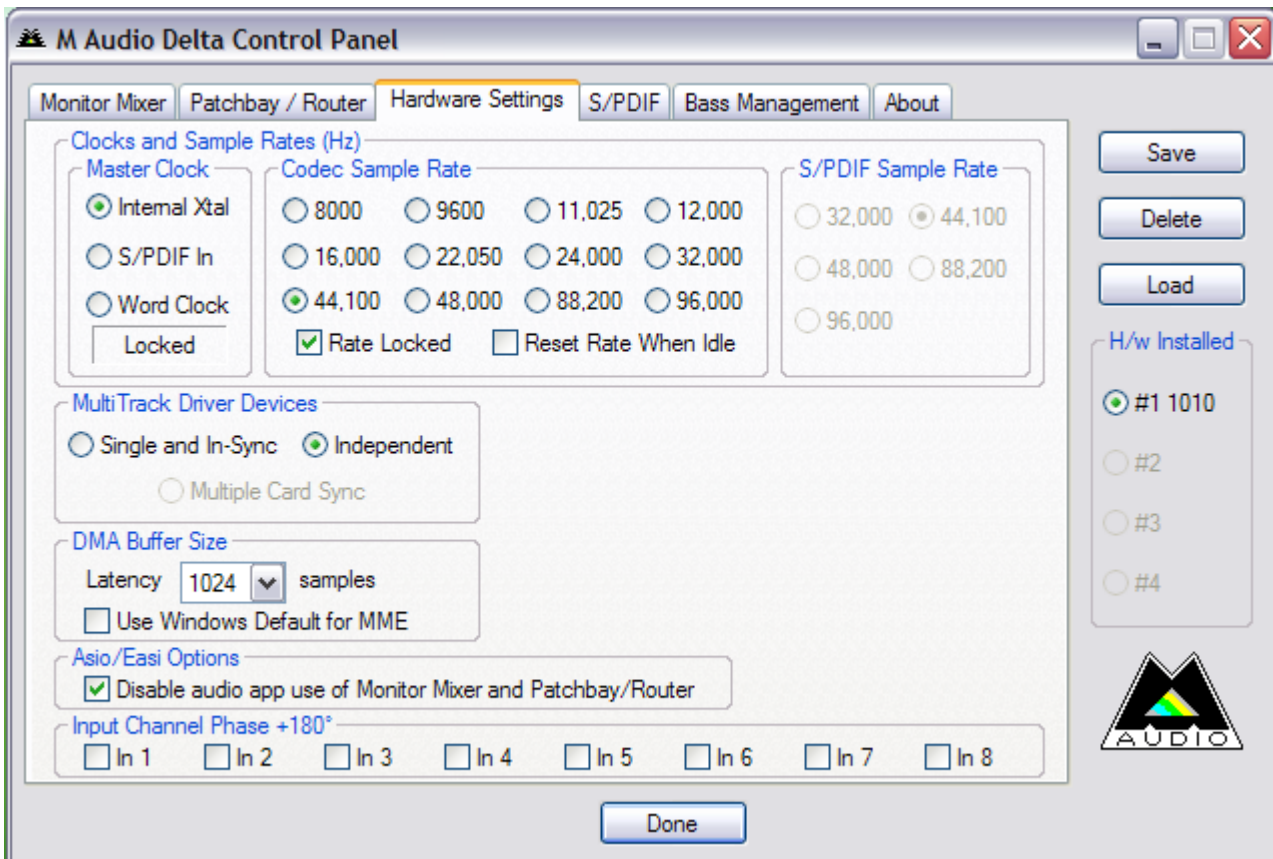 M Audio Delta Control Panel
Monitor Mixer Patchbay / Router Hardware Settings S/PDIF Bass Management About
Clocks and Sample Rates (Hz)
Master Clock
Internal Xtal
S/PDIF In
Word Clock
Locked
Codec Sample Rate
8000 9600 11,025 12,000
16,000 22,050 24,000 32,000
44,100 48,000 88,200 96,000
Rate Locked Reset Rate When Idle
S/PDIF Sample Rate
32,000 44,100
48,000 88,200
96,000
MultiTrack Driver Devices
Single and In-Sync Independent
Multiple Card Sync
DMA Buffer Size
Latency 1024 samples
Use Windows Default for MME
Asio/Easi Options
Disable audio app use of Monitor Mixer and Patchbay/Router
Input Channel Phase +180°
In 1 In 2 In 3 In 4 In 5 In 6 In 7 In 8
Save
Delete
Load
H/w Installed
#1 1010
#2
#3
#4
AUDIO
Done